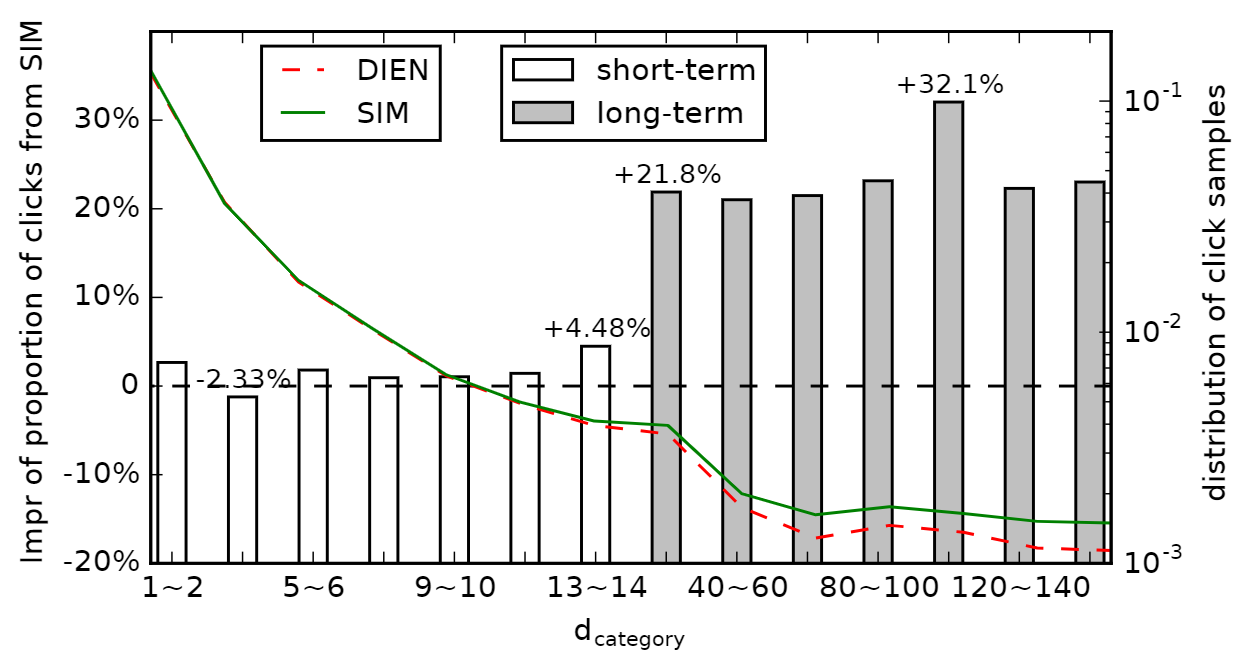 Impr of proportion of clicks from SIM
30%
20%
10%
0
-10%
-20%
DIEN
SIM
short-term
long-term
-2.33%
+4.48%
+21.8%
+32.1%
10^-1
10^-2
10^-3
distribution of click samples
1~2 5~6 9~10 13~14 40~60 80~100 120~140
d_category